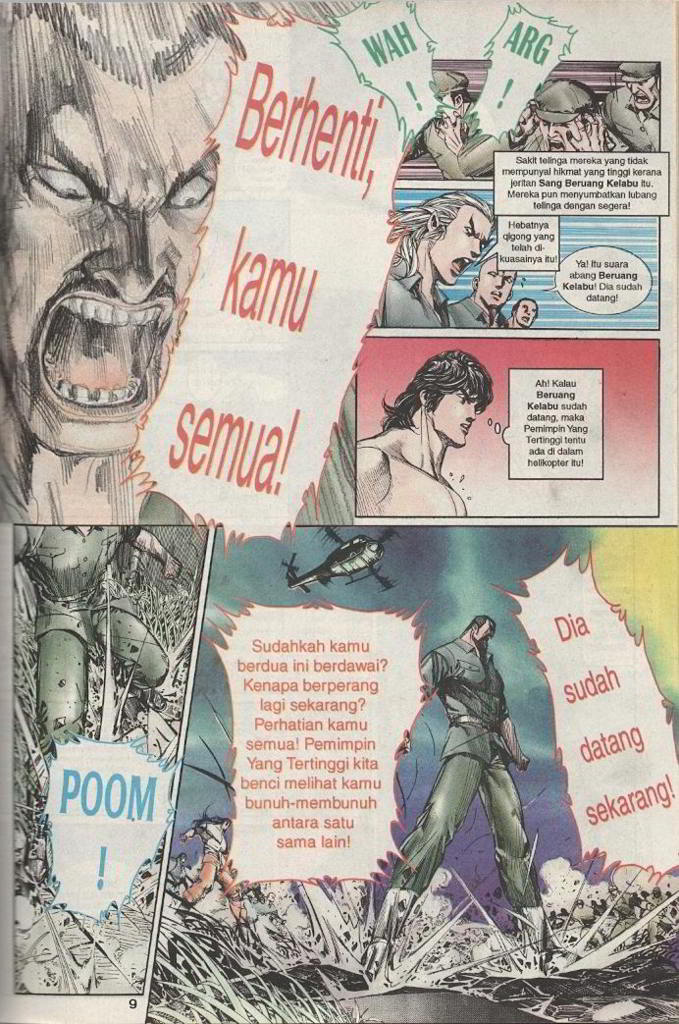 Berhenti,
kamu
semua!
WAH
!
ARG
!
Sakit telinga mereka yang tidak
mempunyai hikmat yang tinggi kerana
jeritan Sang Beruang Kelabu itu.
Mereka pun menyumbatkan lubang
telinga dengan segera!
Hebatnya
qigong yang
telah di-
kuasainya itu!
Ya! Itu suara
abang Beruang
Kelabu! Dia sudah
datang!
Ah! Kalau
Beruang
Kelabu sudah
datang, maka
Pemimpin Yang
Tertinggi tentu
ada di dalam
helikopter itu!
POOM
!
Sudahkah kamu
berdua ini berdawai?
Kenapa berperang
lagi sekarang?
Perhatian kamu
semua! Pemimpin
Yang Tertinggi kita
benci melihat kamu
bunuh-membunuh
antara satu
sama lain!
Dia
sudah
datang
sekarang!
9